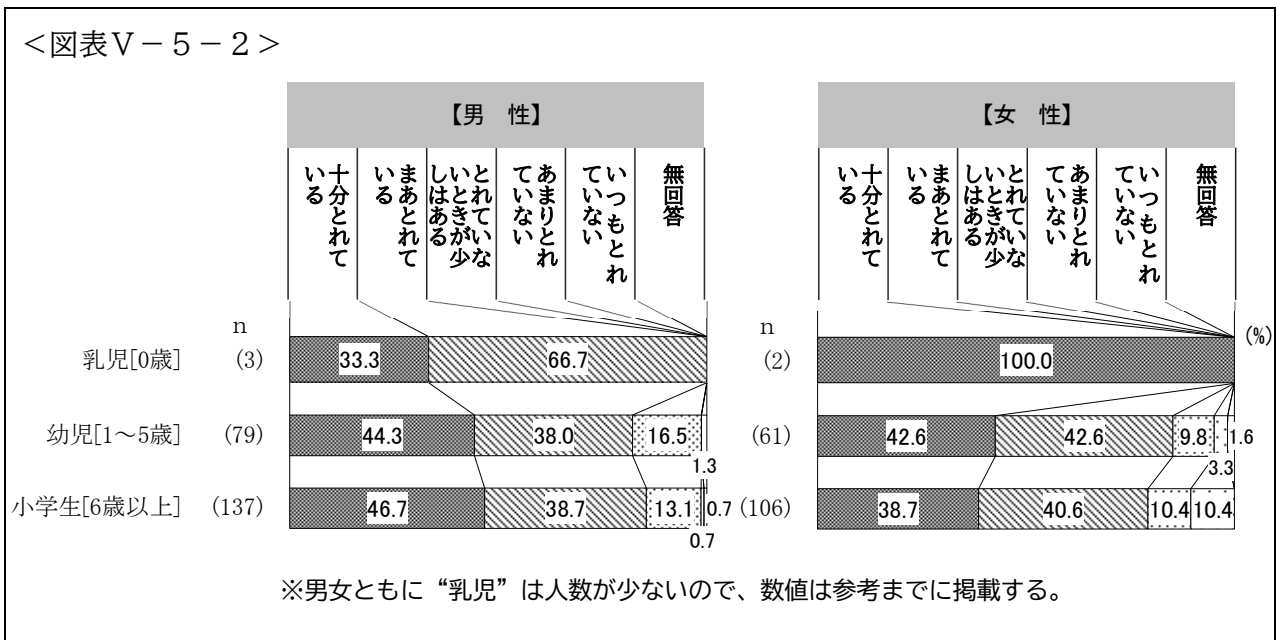 ＜図表Ⅴ－５－２＞
【男　性】
十分とれて
いる
まあとれて
いる
とれていな
いときが少
しはある
あまりとれ
ていない
いつもとれ
ていない
無回答
【女　性】
十分とれて
いる
まあとれて
いる
とれていな
いときが少
しはある
あまりとれ
ていない
いつもとれ
ていない
無回答
n
n
(%)
乳児[0歳] (3) 33.3 66.7 (2) 100.0
幼児[1～5歳] (79) 44.3 38.0 16.5 1.3 (61) 42.6 42.6 9.8 3.3 1.6
小学生[6歳以上] (137) 46.7 38.7 13.1 0.7 0.7 (106) 38.7 40.6 10.4 10.4
※男女ともに“乳児”は人数が少ないので、数値は参考までに掲載する。